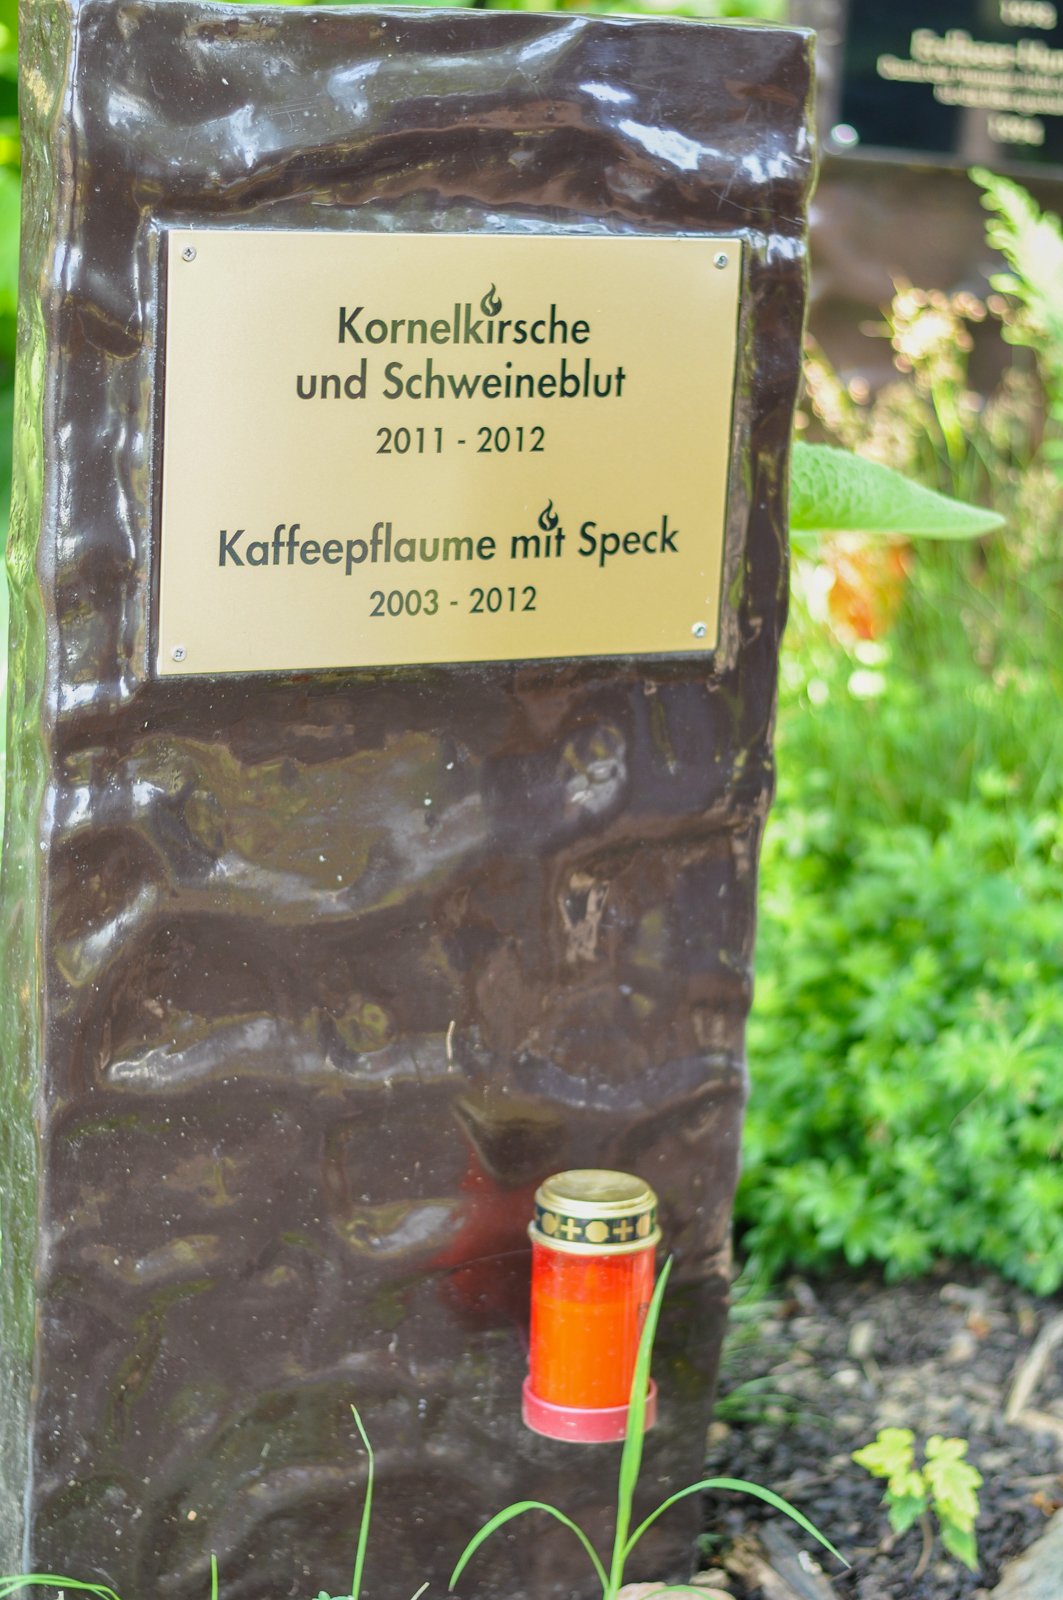 Kornelkirsche
und Schweineblut
2011 - 2012
Kaffeepflaume mit Speck
2003 - 2012